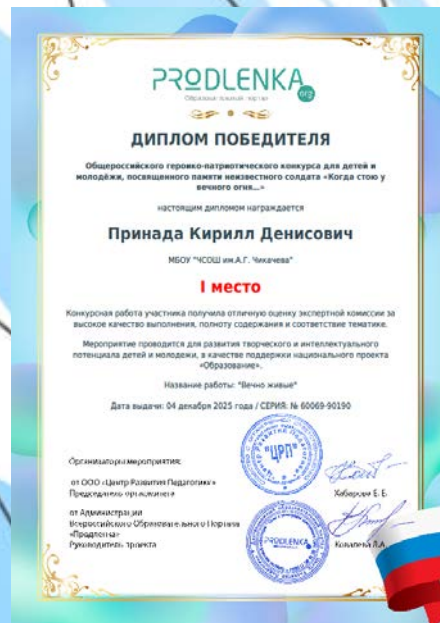 PRODLENKA.org
Образовательный портал
ДИПЛОМ ПОБЕДИТЕЛЯ
Общероссийского героико-патриотического конкурса для детей и
молодёжи, посвященного памяти неизвестного солдата «Когда стою у
вечного огня...»
настоящим дипломом награждается
Принада Кирилл Денисович
МБОУ "ЧСОШ им.А.Г. Чикачева"
I место
Конкурсная работа участника получила отличную оценку экспертной комиссии за
высокое качество выполнения, полноту содержания и соответствие тематике.
Мероприятие проводится для развития творческого и интеллектуального
потенциала детей и молодежи, в качестве поддержки национального проекта
«Образование».
Название работы: "Вечно живые"
Дата выдачи: 04 декабря 2025 года / СЕРИЯ: № 60069-90190
Организаторы мероприятия:
от ООО «Центр Развития Педагогики»
Председатель оргкомитета
Хабарова Е. Б.
от Администрации
Всероссийского Образовательного Портала
«Продленка»
Руководитель проекта
Ковалева Л.А.
"ЦРП"
PRODLENKA